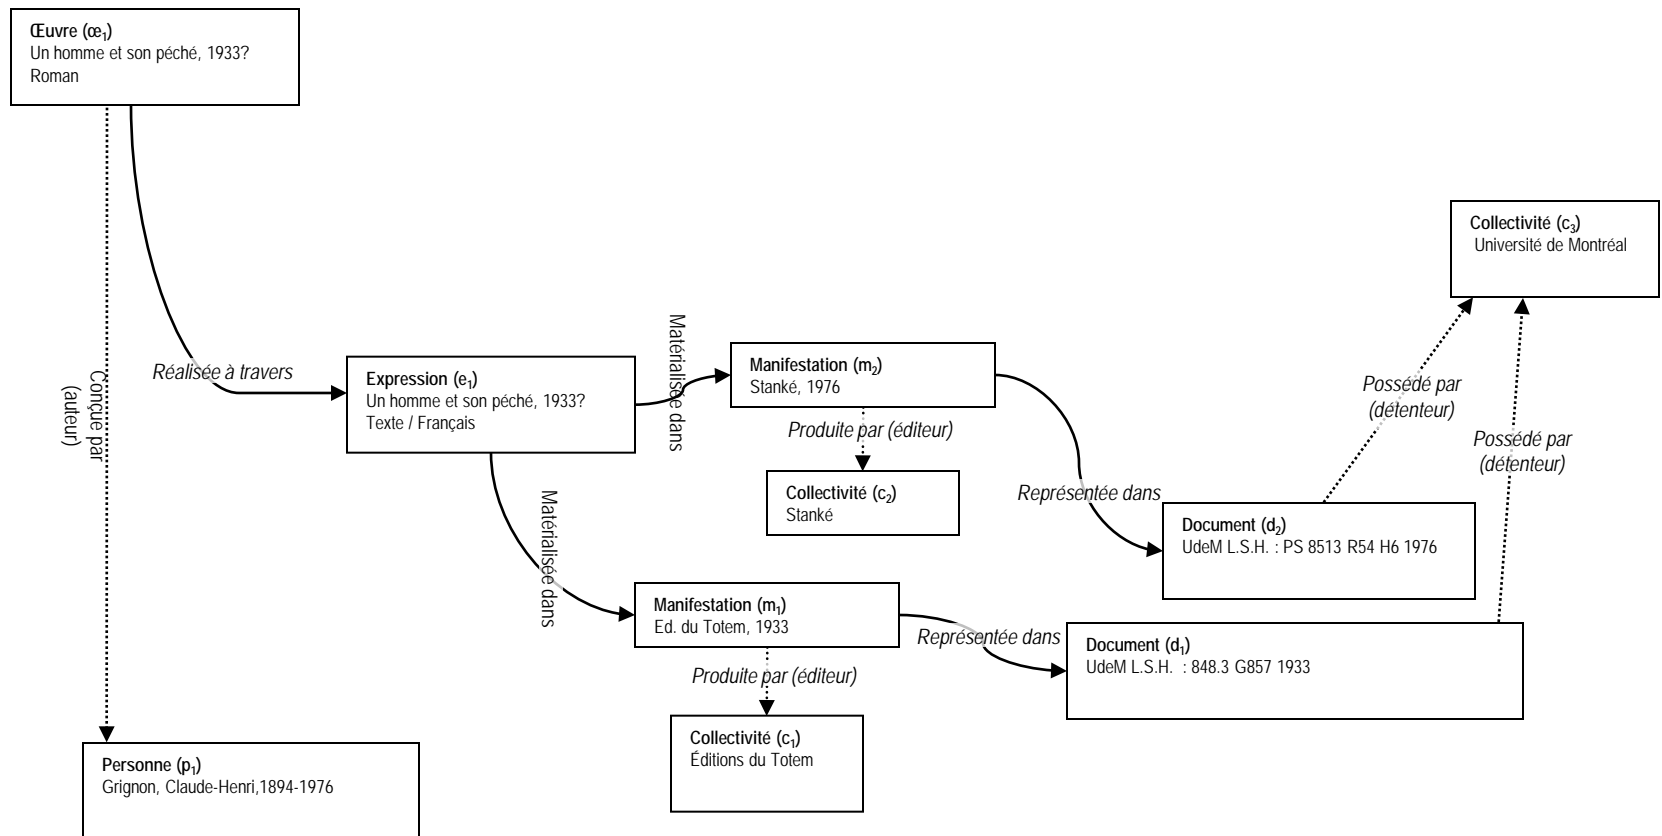 Œuvre (œ₁)
Un homme et son péché, 1933?
Roman
Conçue par
(auteur)
Réalisée à travers
Expression (e₁)
Un homme et son péché, 1933?
Texte / Français
Matérialisée dans
Manifestation (m₂)
Stanké, 1976
Produite par (éditeur)
Collectivité (c₂)
Stanké
Représentée dans
Collectivité (c₃)
Université de Montréal
Possédé par
(détenteur)
Possédé par
(détenteur)
Document (d₂)
UdeM L.S.H. : PS 8513 R54 H6 1976
Matérialisée dans
Manifestation (m₁)
Ed. du Totem, 1933
Représentée dans
Document (d₁)
UdeM L.S.H. : 848.3 G857 1933
Produite par (éditeur)
Collectivité (c₁)
Éditions du Totem
Personne (p₁)
Grignon, Claude-Henri,1894-1976